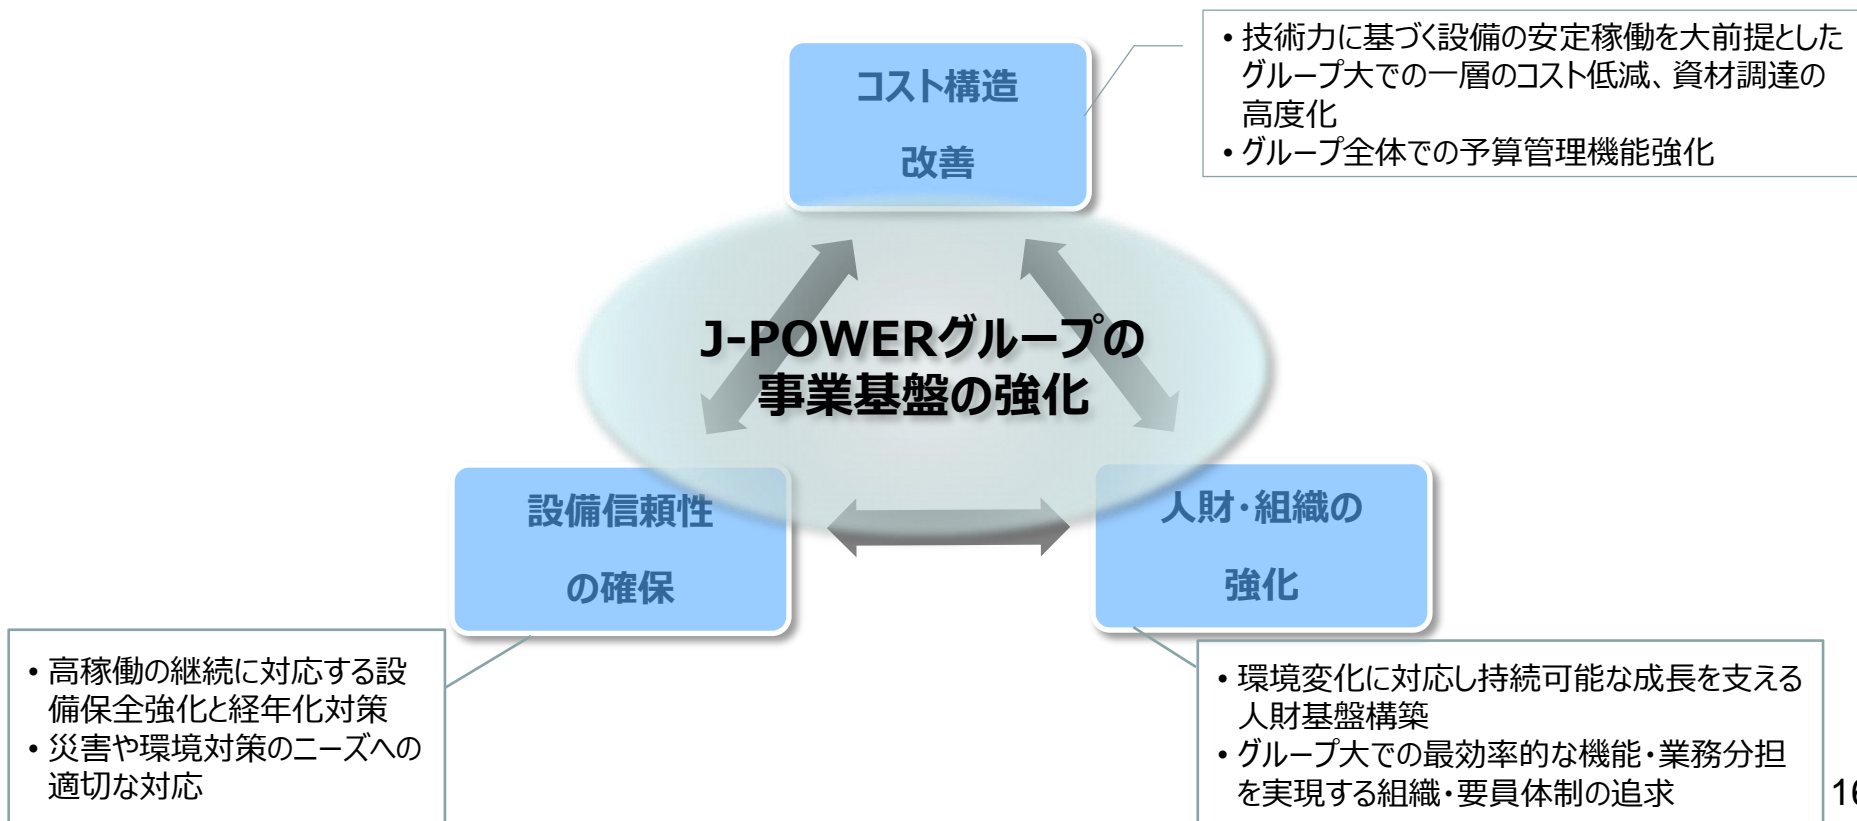 コスト構造
改善
• 技術力に基づく設備の安定稼働を大前提とした
グループ大での一層のコスト低減、資材調達の
高度化
• グループ全体での予算管理機能強化
J-POWERグループの
事業基盤の強化
設備信頼性
の確保
人財・組織の
強化
• 高稼働の継続に対応する設
備保全強化と経年化対策
• 災害や環境対策のニーズへの
適切な対応
• 環境変化に対応し持続可能な成長を支える
人財基盤構築
• グループ大での最効率的な機能・業務分担
を実現する組織・要員体制の追求
16